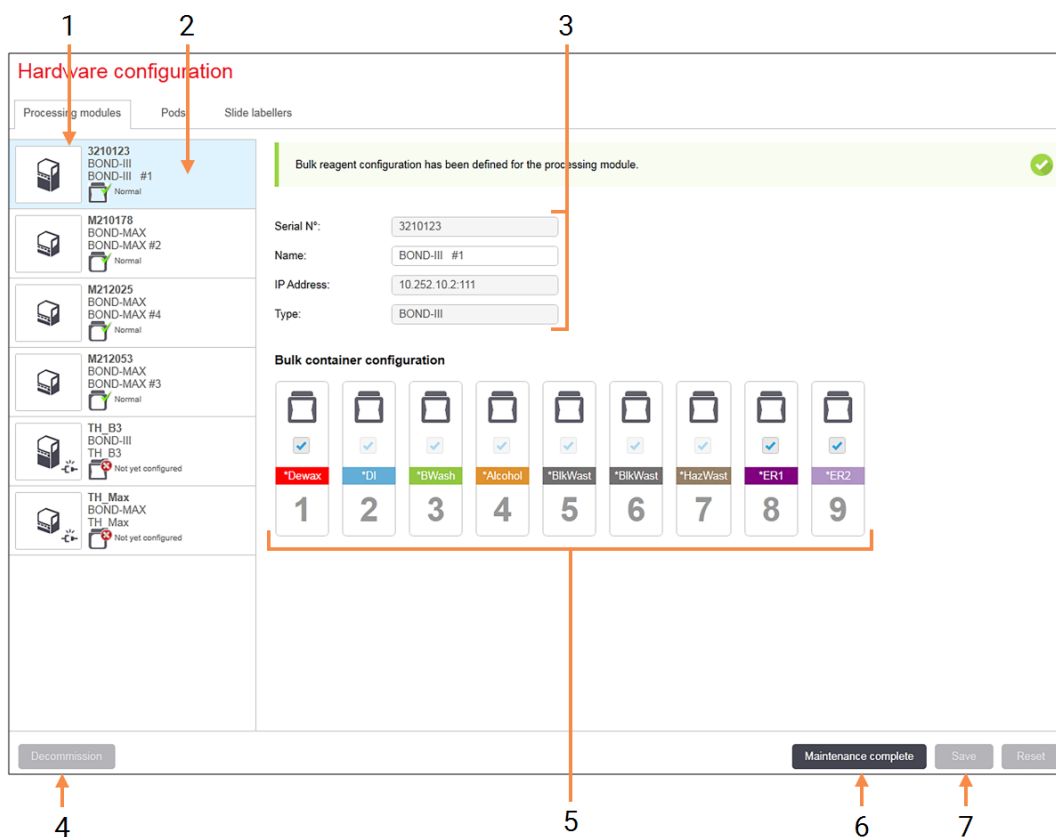 1 2 3
Hardware configuration
Processing modules Pods Slide labellers
3210123
BOND-III
BOND-III #1
Normal
M210178
BOND-MAX
BOND-MAX #2
Normal
M212025
BOND-MAX
BOND-MAX #4
Normal
M212053
BOND-MAX
BOND-MAX #3
Normal
TH_B3
BOND-III
TH_B3
Not yet configured
TH_Max
BOND-MAX
TH_Max
Not yet configured
Bulk reagent configuration has been defined for the processing module.
Serial N°: 3210123
Name: BOND-III #1
IP Address: 10.252.10.2:111
Type: BOND-III
Bulk container configuration
*Dewax *DI *BWash *Alcohol *BlkWast *BlkWast *HazWast *ER1 *ER2
1 2 3 4 5 6 7 8 9
Decommission Maintenance complete Save Reset
4 5 6 7